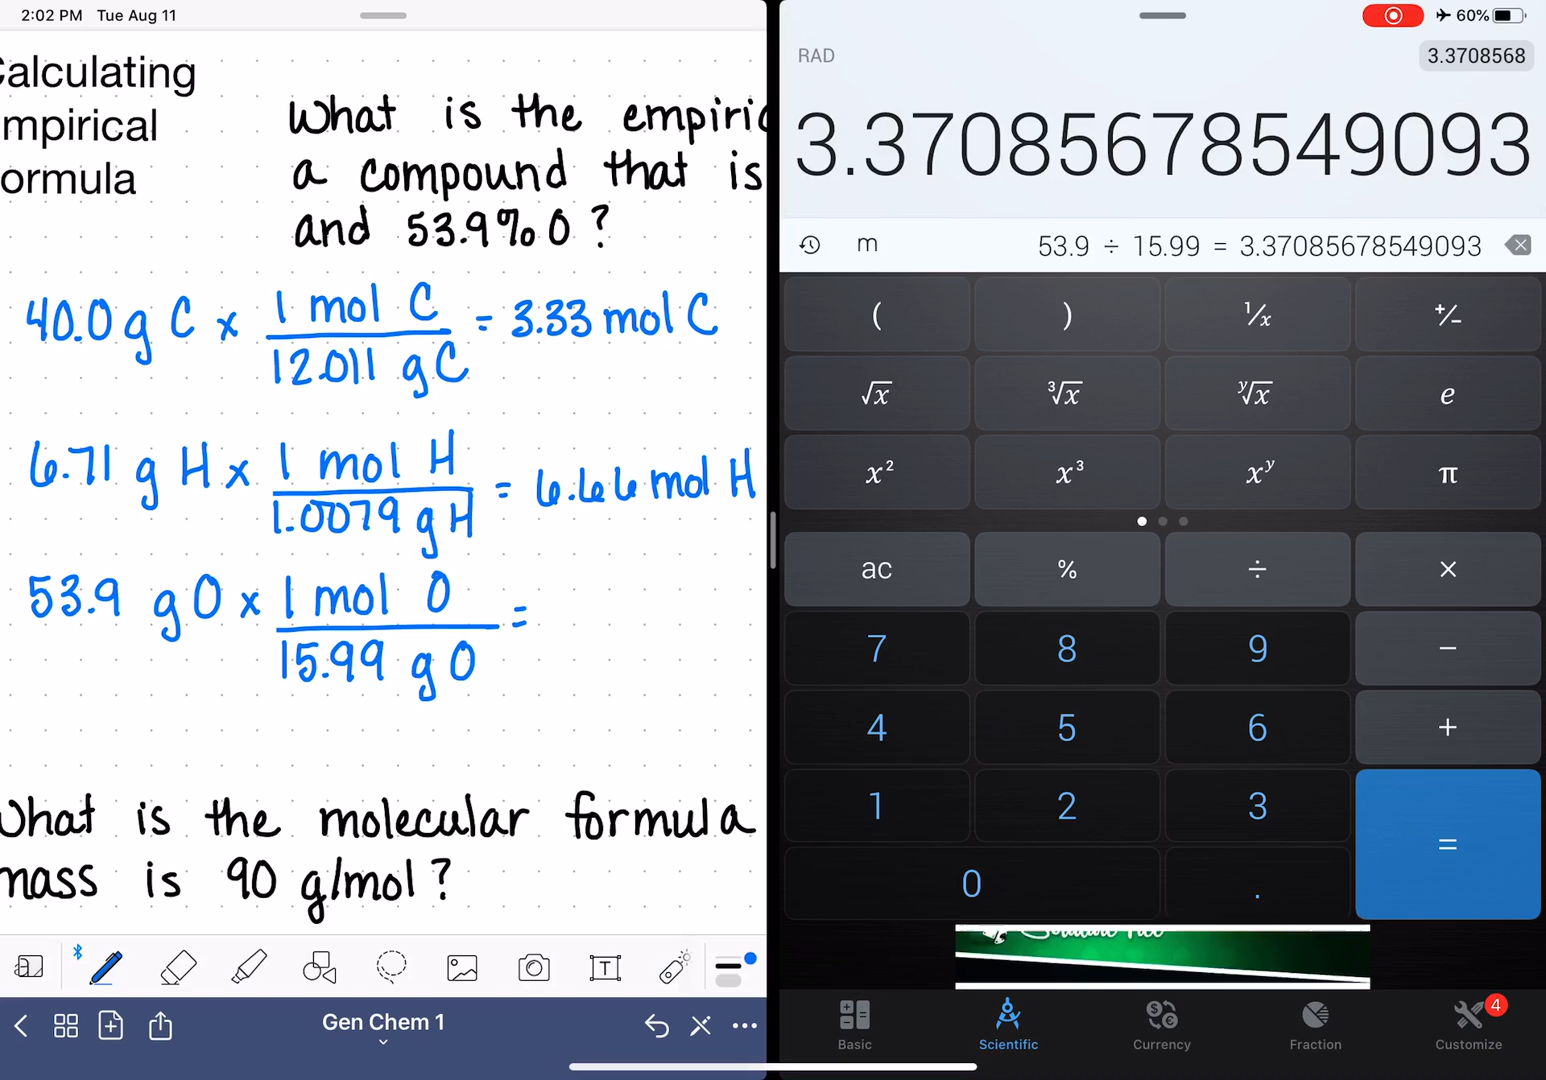 2:02 PM Tue Aug 11
alculating
mpirical
ormula
What is the empiric
a compound that is
and 53.9% O ?
40.0 g C x 1 mol C = 3.33 mol C
12.011 g C
6.71 g H x 1 mol H = 6.66 mol H
1.0079 g H
53.9 g O x 1 mol O =
15.99 g O
What is the molecular formula
mass is 90 g/mol ?
T
Gen Chem 1
60%
RAD
3.3708568
3.37085678549093
m 53.9 ÷ 15.99 = 3.37085678549093
( ) 1/x +/-
√x ³√x ʸ√x e
x² x³ xʸ π
ac % ÷ ×
7 8 9 −
4 5 6 +
1 2 3 =
0 .
4
Basic Scientific Currency Fraction Customize